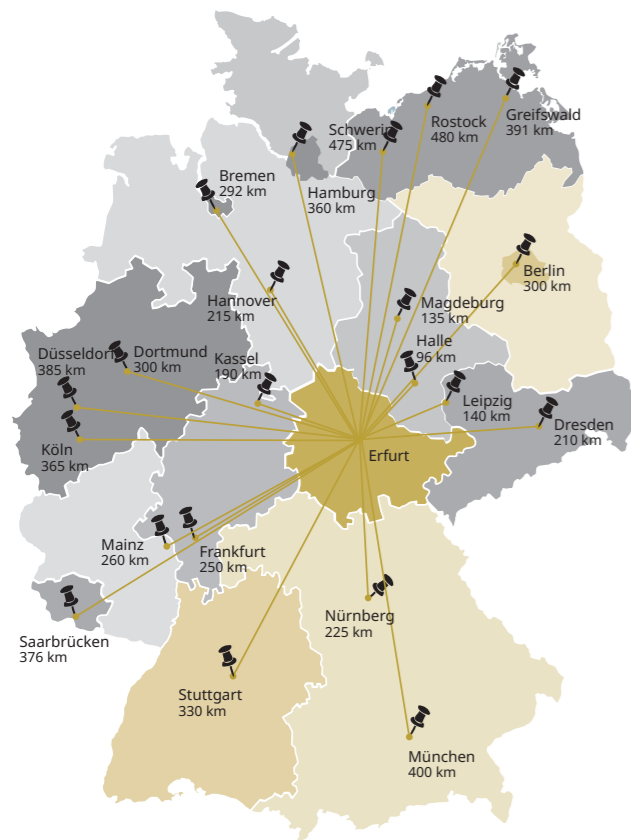 Schwerin
475 km
Rostock
480 km
Greifswald
391 km
Bremen
292 km
Hamburg
360 km
Berlin
300 km
Hannover
215 km
Magdeburg
135 km
Halle
96 km
Düsseldorf
385 km
Dortmund
300 km
Kassel
190 km
Leipzig
140 km
Dresden
210 km
Köln
365 km
Erfurt
Mainz
260 km
Frankfurt
250 km
Nürnberg
225 km
Saarbrücken
376 km
Stuttgart
330 km
München
400 km